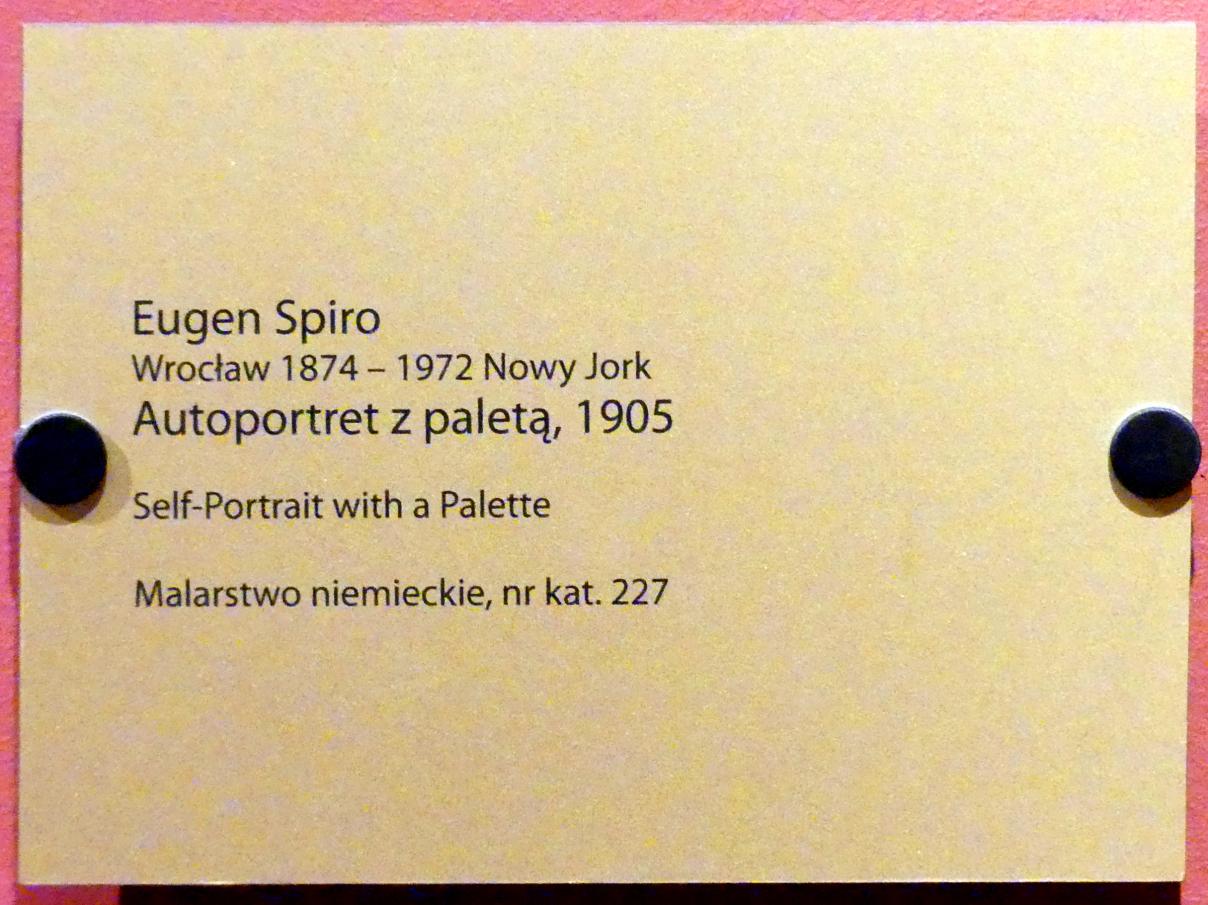 Eugen Spiro
Wrocław 1874 – 1972 Nowy Jork
Autoportret z paletą, 1905
Self-Portrait with a Palette
Malarstwo niemieckie, nr kat. 227